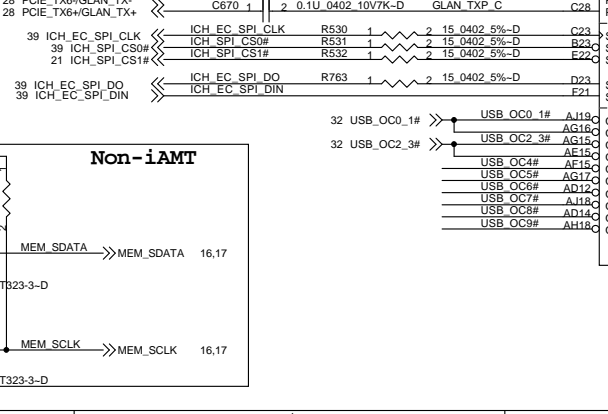 28 PCIE_TX6-/GLAN_TX-
28 PCIE_TX6+/GLAN_TX+ C670 1 2 0.1U_0402_10V7K~D GLAN_TXP_C C28
39 ICH_EC_SPI_CLK ICH_EC_SPI_CLK R530 1 2 15_0402_5%~D C23
39 ICH_SPI_CS0# ICH_SPI_CS0# R531 1 2 15_0402_5%~D B23
21 ICH_SPI_CS1# ICH_SPI_CS1# R532 1 2 15_0402_5%~D E22
39 ICH_EC_SPI_DO ICH_EC_SPI_DO R763 1 2 15_0402_5%~D D23
39 ICH_EC_SPI_DIN ICH_EC_SPI_DIN F21
32 USB_OC0_1# USB_OC0_1# AJ19
AG16
32 USB_OC2_3# USB_OC2_3# AG15
AE15
USB_OC4# AF15
USB_OC5# AG17
USB_OC6# AD12
USB_OC7# AJ18
USB_OC8# AD14
USB_OC9# AH18
Non-iAMT
2
MEM_SDATA MEM_SDATA 16,17
T323-3~D
MEM_SCLK MEM_SCLK 16,17
T323-3~D